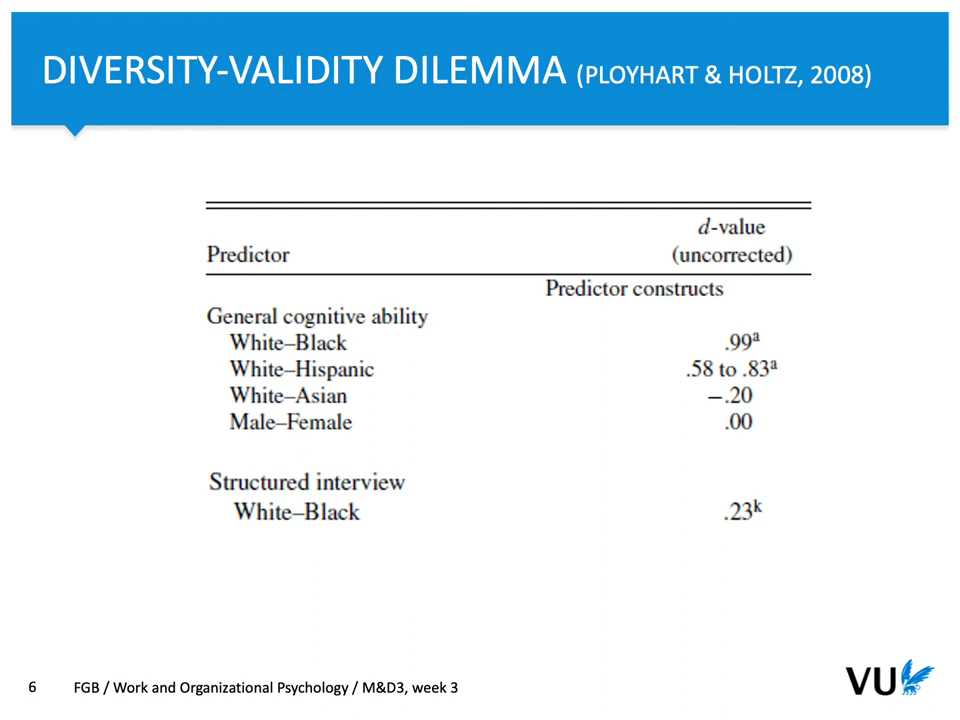 DIVERSITY-VALIDITY DILEMMA (PLOYHART & HOLTZ, 2008)
d-value
Predictor (uncorrected)
Predictor constructs
General cognitive ability
White–Black .99ᵃ
White–Hispanic .58 to .83ᵃ
White–Asian –.20
Male–Female .00
Structured interview
White–Black .23ᵏ
6 FGB / Work and Organizational Psychology / M&D3, week 3
VU